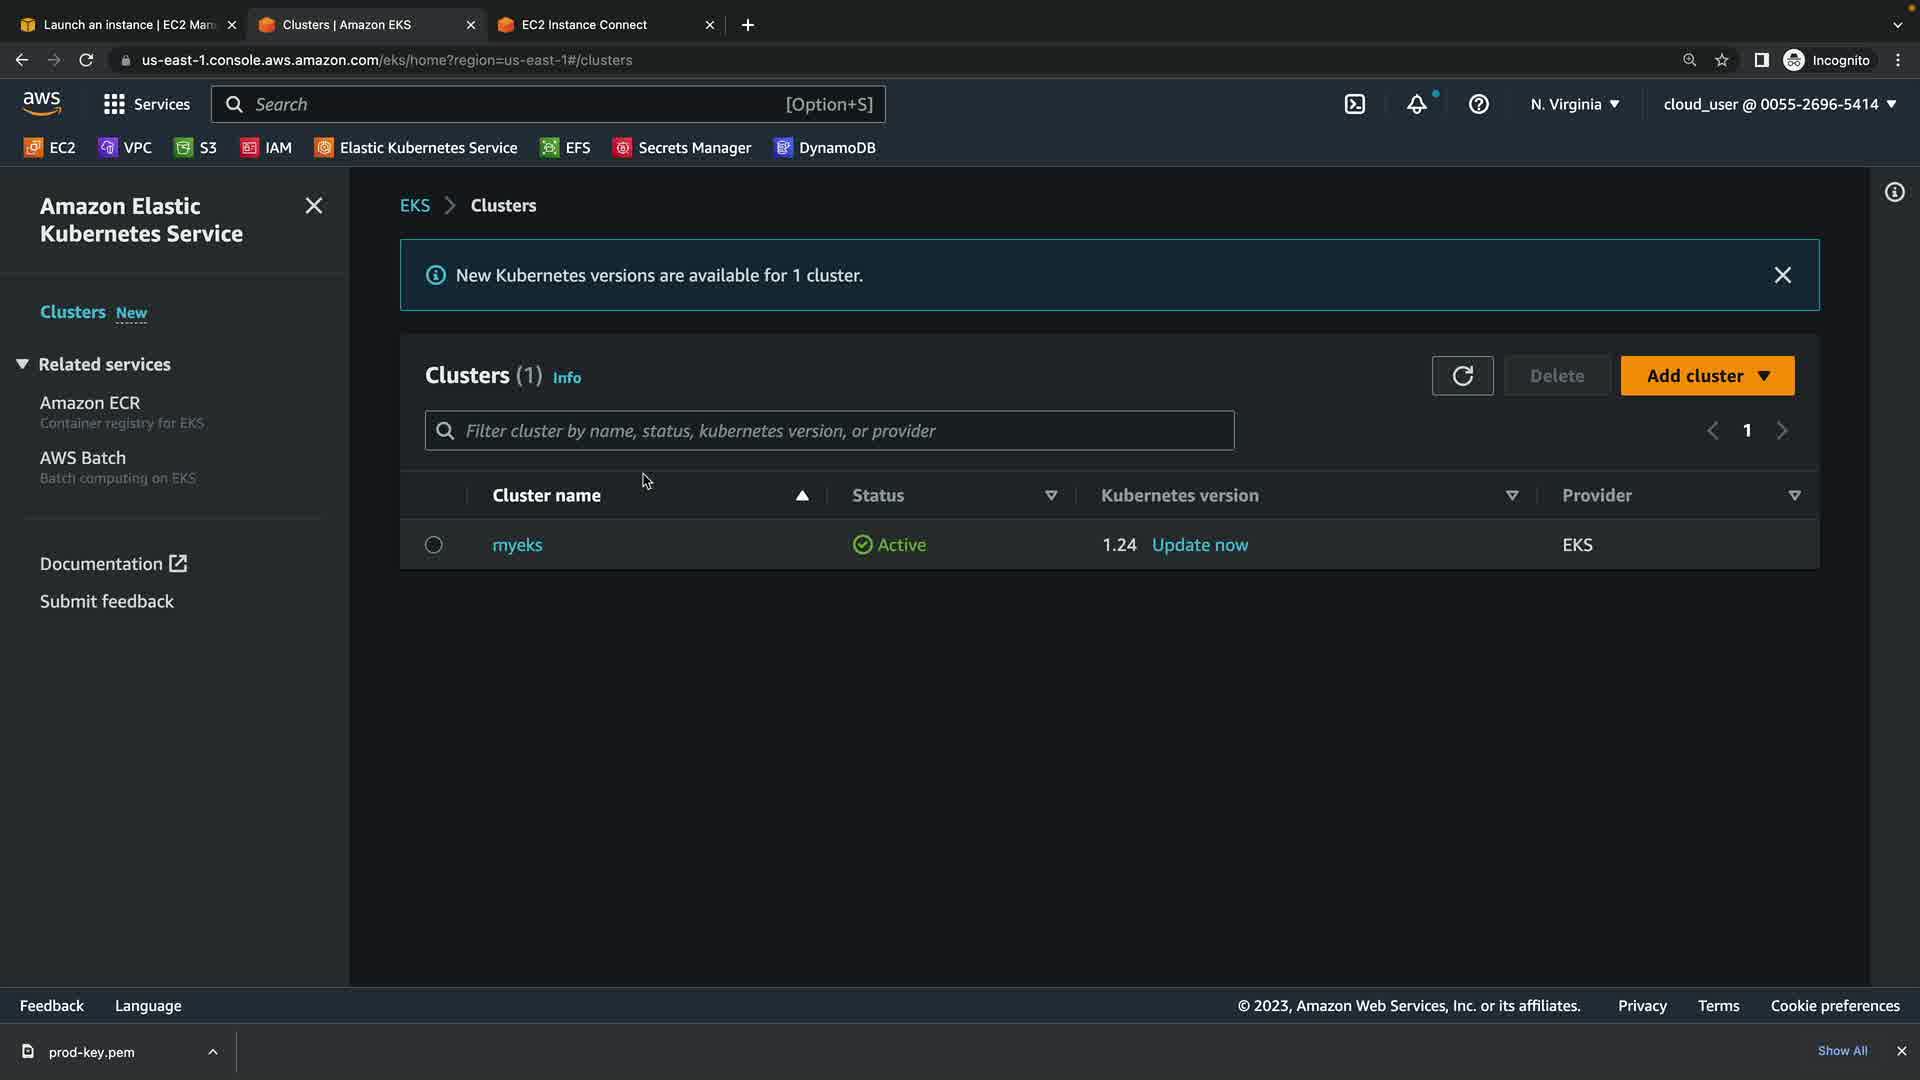 Launch an instance | EC2 Man
Clusters | Amazon EKS
EC2 Instance Connect
us-east-1.console.aws.amazon.com/eks/home?region=us-east-1#/clusters
Incognito
aws
Services
Search
[Option+S]
N. Virginia
cloud_user @ 0055-2696-5414
EC2
VPC
S3
IAM
Elastic Kubernetes Service
EFS
Secrets Manager
DynamoDB
Amazon Elastic
Kubernetes Service
Clusters New
Related services
Amazon ECR
Container registry for EKS
AWS Batch
Batch computing on EKS
Documentation
Submit feedback
EKS
Clusters
New Kubernetes versions are available for 1 cluster.
Clusters (1) Info
Delete
Add cluster
Filter cluster by name, status, kubernetes version, or provider
1
Cluster name
Status
Kubernetes version
Provider
myeks
Active
1.24 Update now
EKS
Feedback
Language
© 2023, Amazon Web Services, Inc. or its affiliates.
Privacy
Terms
Cookie preferences
prod-key.pem
Show All